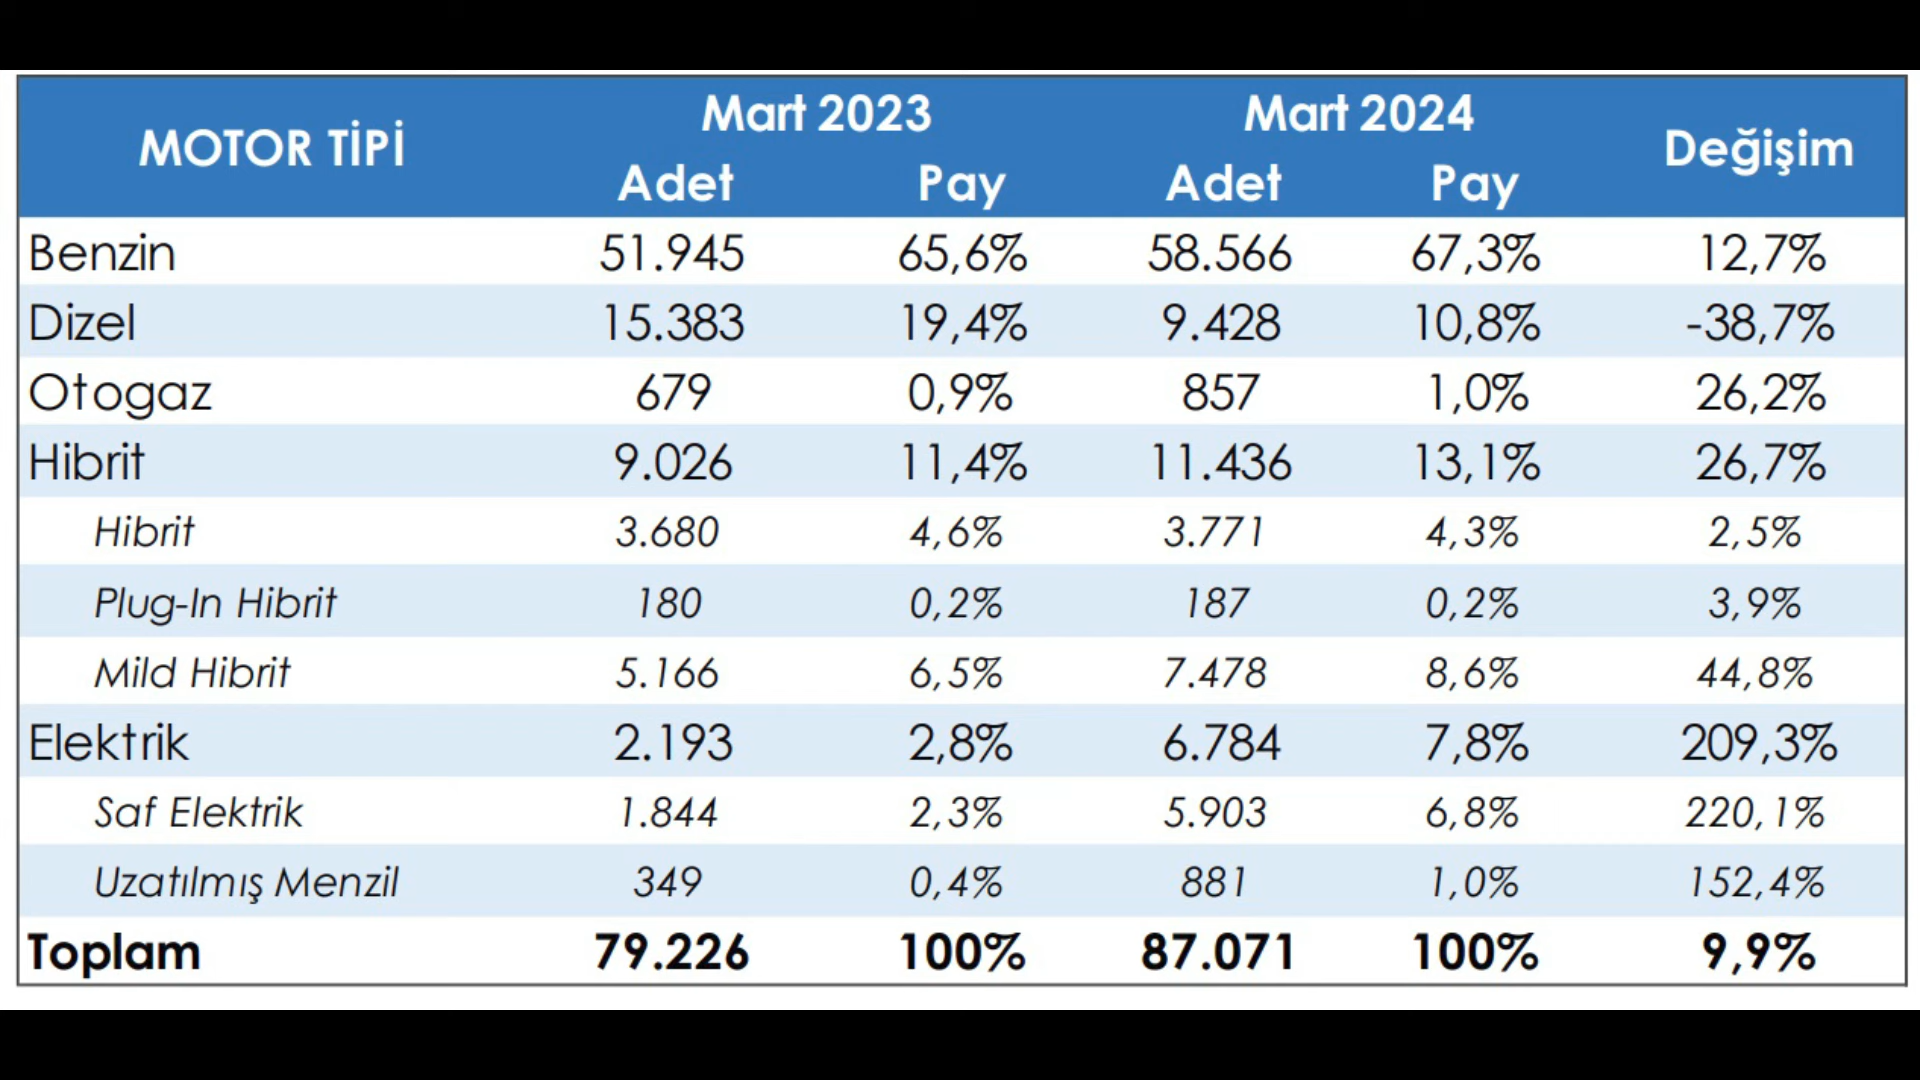 MOTOR TİPİ Mart 2023 Mart 2024 Değişim
Adet Pay Adet Pay
Benzin 51.945 65,6% 58.566 67,3% 12,7%
Dizel 15.383 19,4% 9.428 10,8% -38,7%
Otogaz 679 0,9% 857 1,0% 26,2%
Hibrit 9.026 11,4% 11.436 13,1% 26,7%
Hibrit 3.680 4,6% 3.771 4,3% 2,5%
Plug-In Hibrit 180 0,2% 187 0,2% 3,9%
Mild Hibrit 5.166 6,5% 7.478 8,6% 44,8%
Elektrik 2.193 2,8% 6.784 7,8% 209,3%
Saf Elektrik 1.844 2,3% 5.903 6,8% 220,1%
Uzatılmış Menzil 349 0,4% 881 1,0% 152,4%
Toplam 79.226 100% 87.071 100% 9,9%